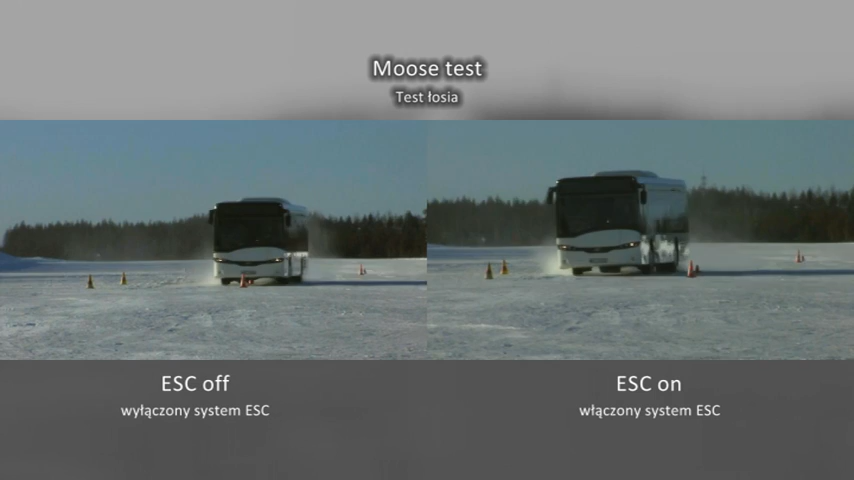 Moose test
Test łosia
ESC off
wyłączony system ESC
ESC on
włączony system ESC